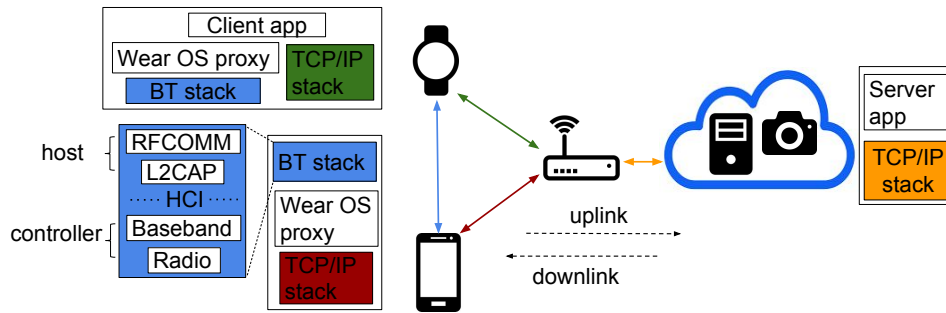 Client app
Wear OS proxy
BT stack
TCP/IP
stack
host
RFCOMM
L2CAP
HCI
controller
Baseband
Radio
BT stack
Wear OS
proxy
TCP/IP
stack
uplink
downlink
Server
app
TCP/IP
stack